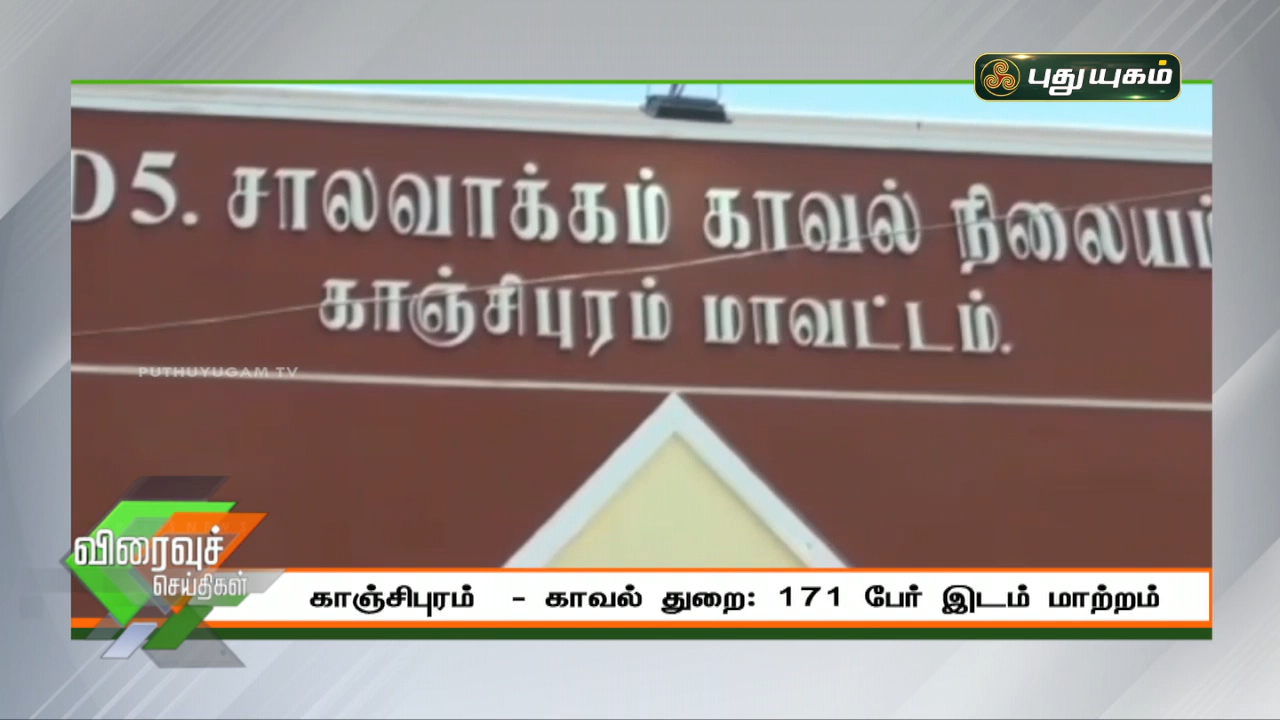 புதுயுகம்
D5. சாலவாக்கம் காவல் நிலையம்
காஞ்சிபுரம் மாவட்டம்.
PUTHUYUGAM TV
விரைவுச்
செய்திகள்
காஞ்சிபுரம் - காவல் துறை: 171 பேர் இடம் மாற்றம்